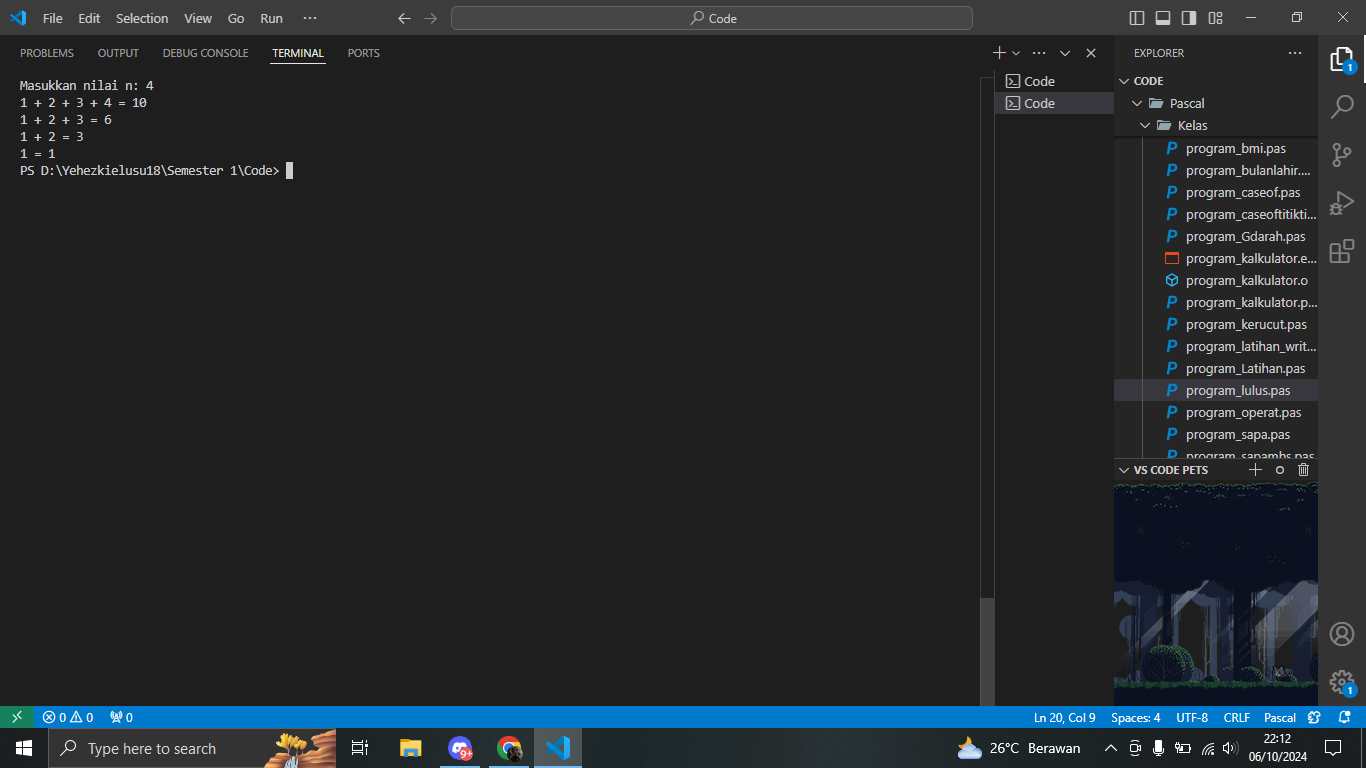 File Edit Selection View Go Run ...
Code
PROBLEMS OUTPUT DEBUG CONSOLE TERMINAL PORTS
Masukkan nilai n: 4
1 + 2 + 3 + 4 = 10
1 + 2 + 3 = 6
1 + 2 = 3
1 = 1
PS D:\Yehezkielusu18\Semester 1\Code>
Code
Code
EXPLORER
CODE
Pascal
Kelas
program_bmi.pas
program_bulanlahir....
program_caseof.pas
program_caseoftitikti...
program_Gdarah.pas
program_kalkulator.e...
program_kalkulator.o
program_kalkulator.p...
program_kerucut.pas
program_latihan_writ...
program_Latihan.pas
program_lulus.pas
program_operat.pas
program_sapa.pas
program_sapamhs.pas
VS CODE PETS
1
1
0 0 0
Ln 20, Col 9 Spaces: 4 UTF-8 CRLF Pascal
Type here to search
9+
26°C Berawan
22:12
06/10/2024